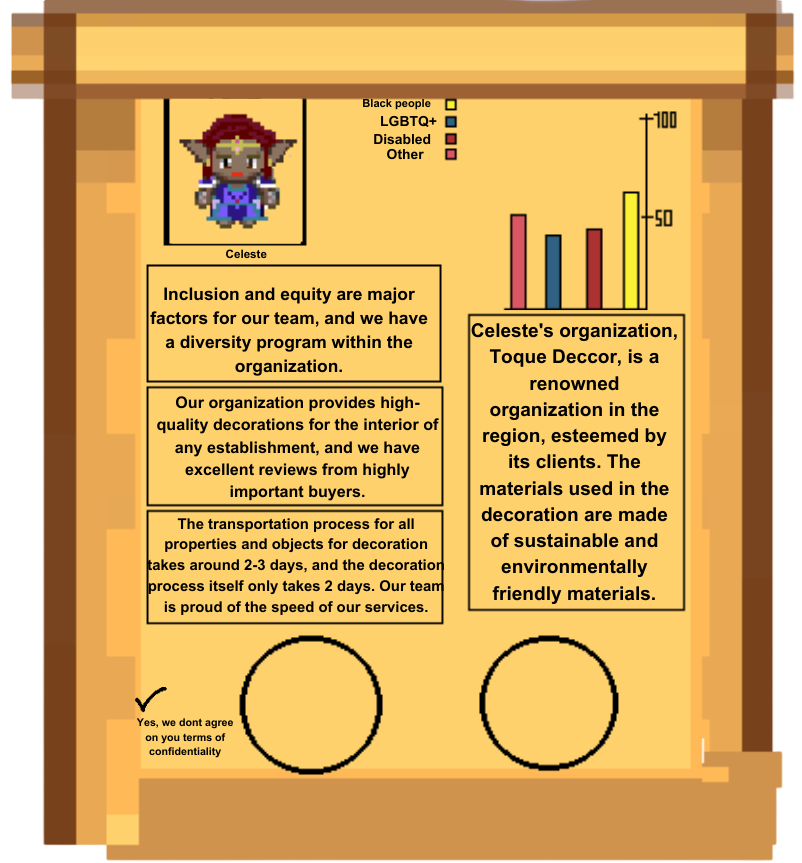 Black people
LGBTQ+
Disabled
Other
100
50
Celeste
Inclusion and equity are major
factors for our team, and we have
a diversity program within the
organization.
Our organization provides high-
quality decorations for the interior of
any establishment, and we have
excellent reviews from highly
important buyers.
The transportation process for all
properties and objects for decoration
takes around 2-3 days, and the decoration
process itself only takes 2 days. Our team
is proud of the speed of our services.
Celeste's organization,
Toque Deccor, is a
renowned
organization in the
region, esteemed by
its clients. The
materials used in the
decoration are made
of sustainable and
environmentally
friendly materials.
Yes, we dont agree
on you terms of
confidentiality